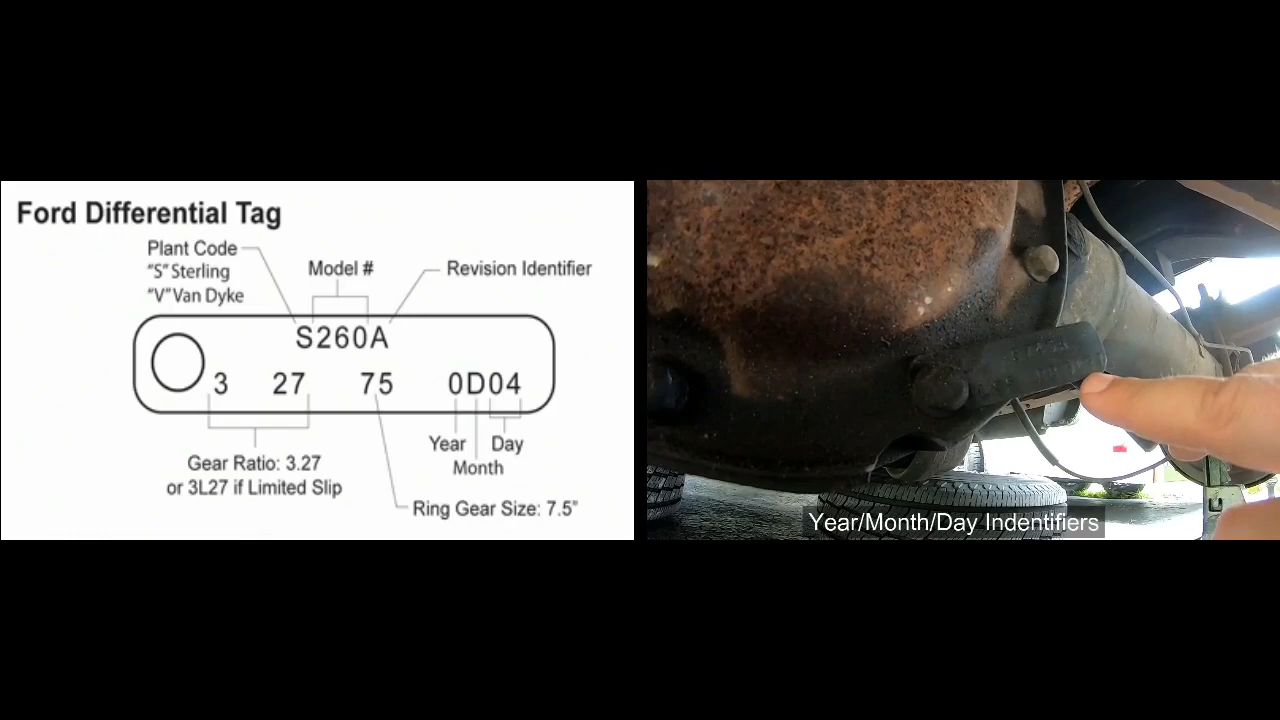 Ford Differential Tag
Plant Code
"S" Sterling
"V" Van Dyke
Model #
Revision Identifier
S260A
3 27 75 0D04
Year
Month
Day
Gear Ratio: 3.27
or 3L27 if Limited Slip
Ring Gear Size: 7.5"
Year/Month/Day Indentifiers